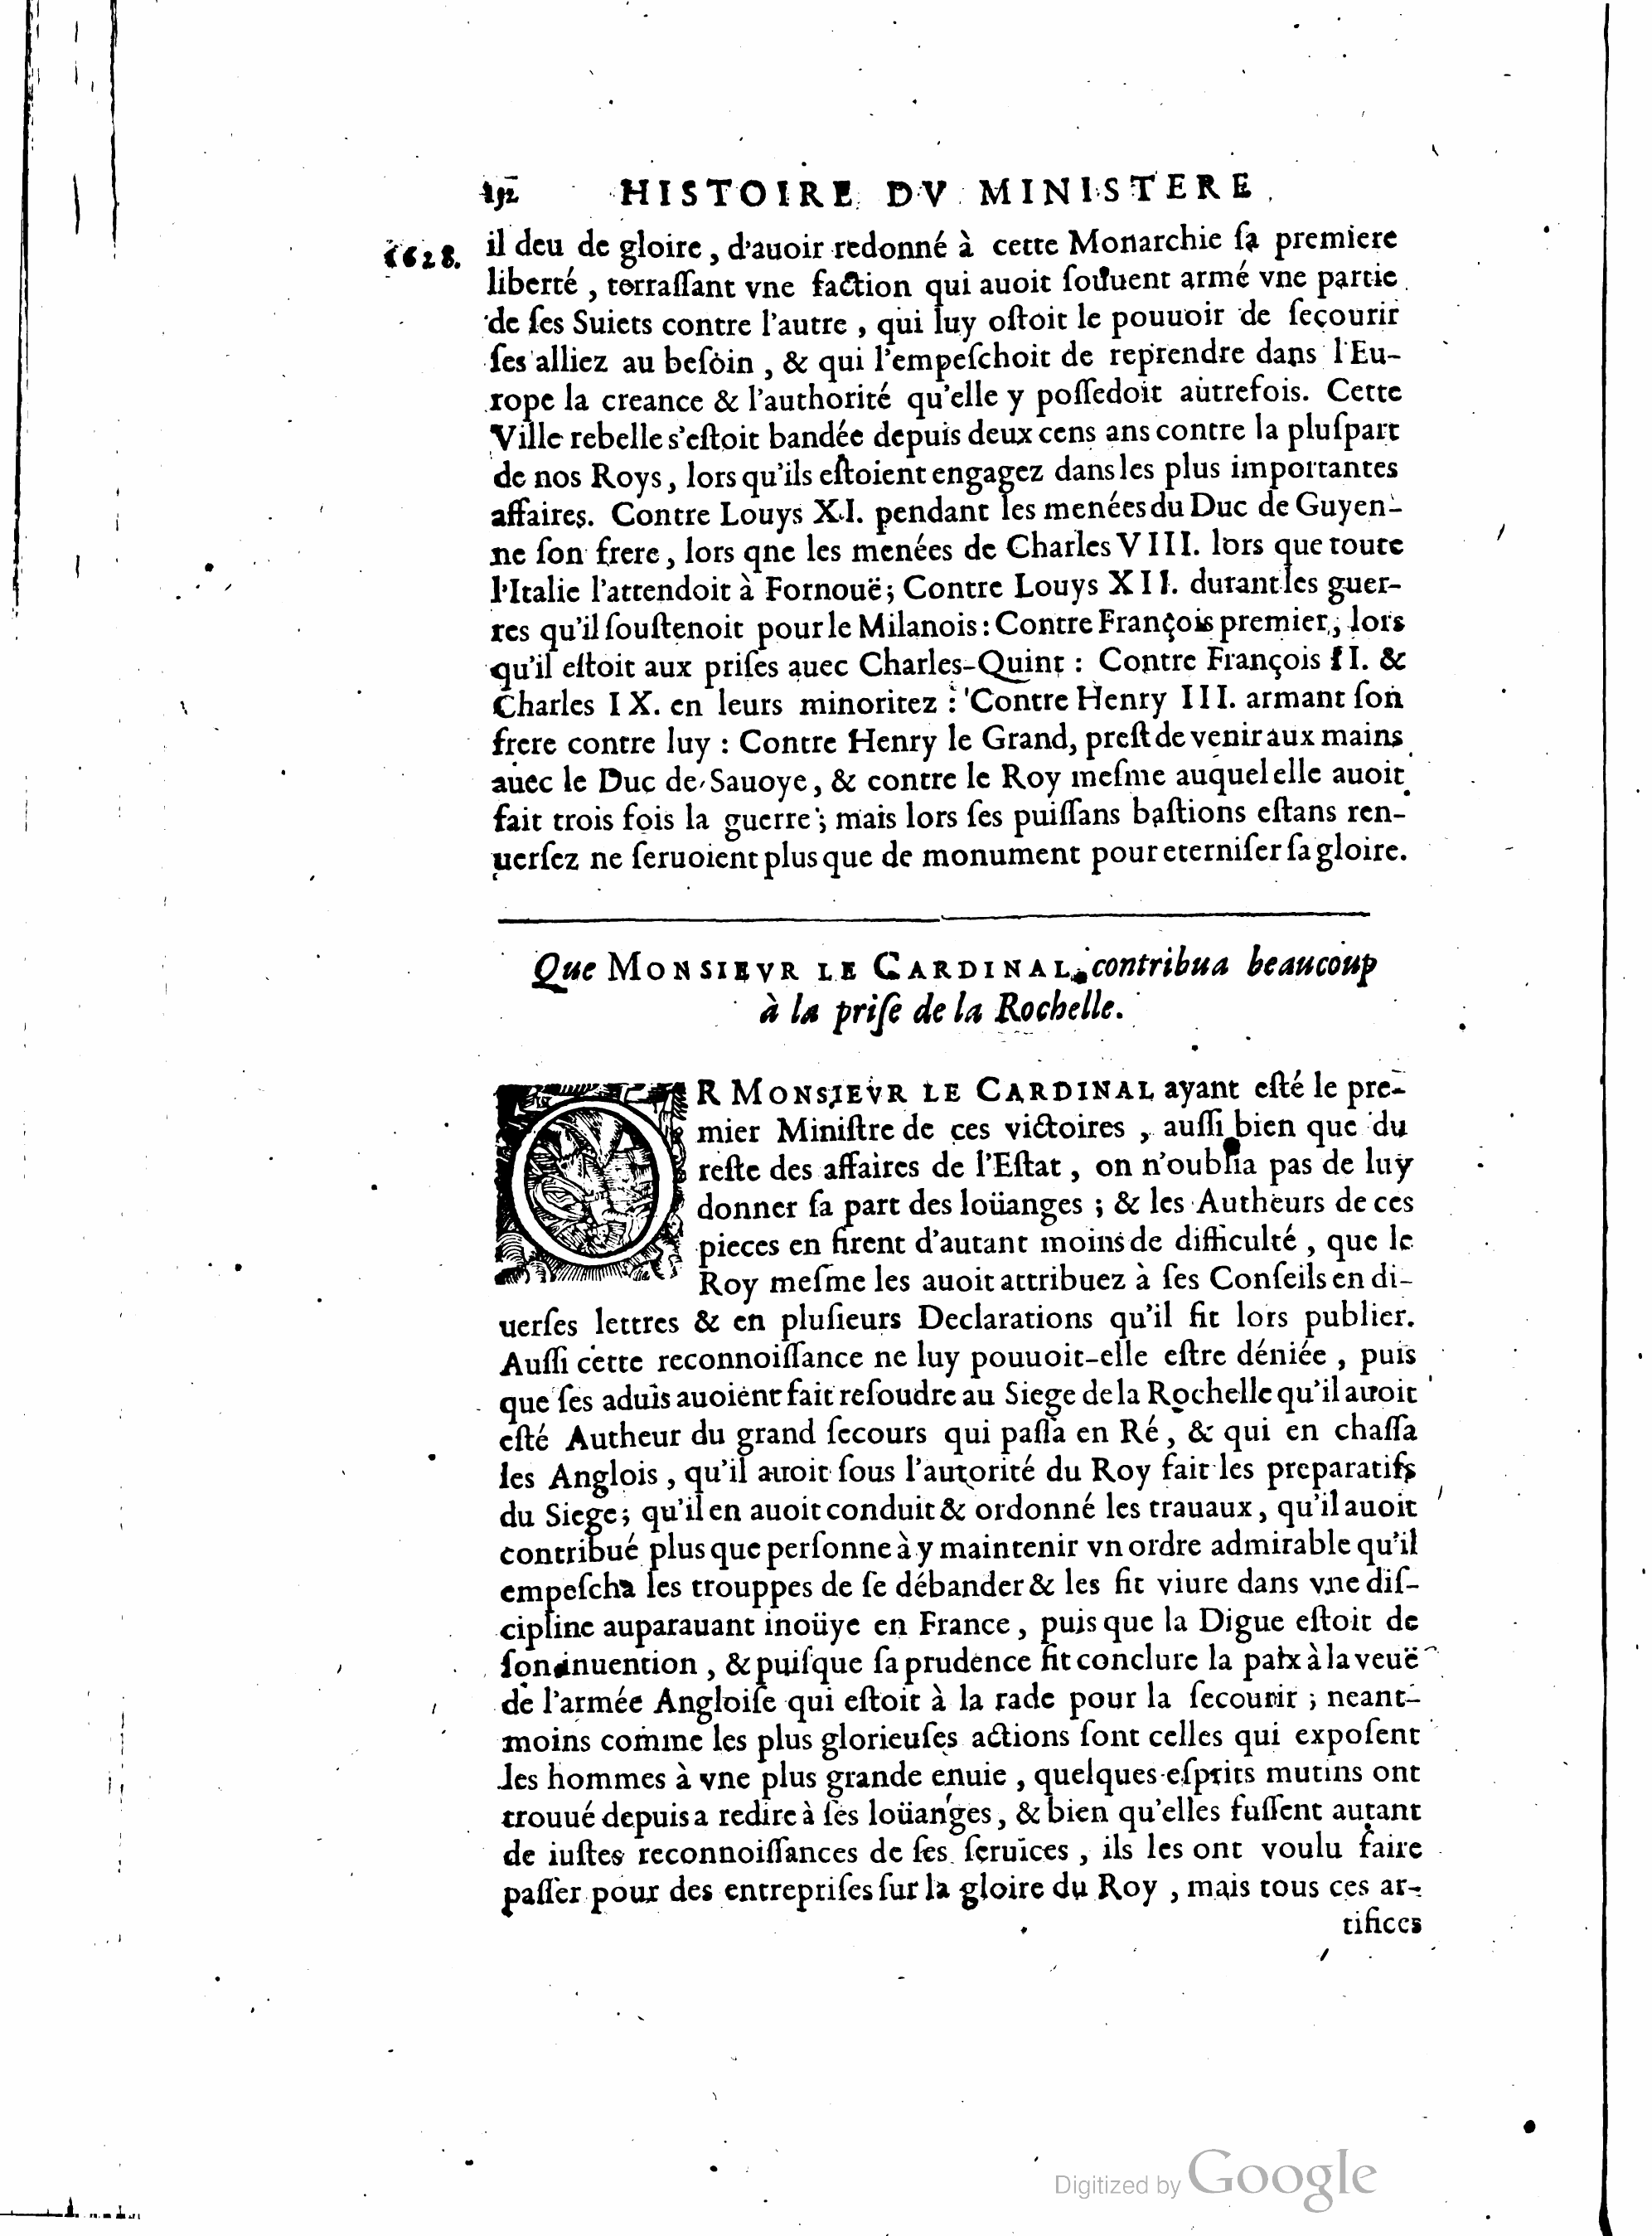 152 HISTOIRE DV MINISTERE
1628. il deu de gloire, d'auoir redonné à cette Monarchie ſa premiere
liberté, terraſſant vne faction qui auoit ſouuent armé vne partie
de ſes Suiets contre l'autre, qui luy oſtoit le pouuoir de ſecourir
ſes alliez au beſoin, & qui l'empeſchoit de reprendre dans l'Eu-
rope la creance & l'authorité qu'elle y poſſedoit autrefois. Cette
Ville rebelle s'eſtoit bandée depuis deux cens ans contre la pluſpart
de nos Roys, lors qu'ils eſtoient engagez dans les plus importantes
affaires. Contre Louys XI. pendant les menées du Duc de Guyen-
ne ſon frere, lors qne les menées de Charles VIII. lors que toute
l'Italie l'attendoit à Fornouë; Contre Louys XII. durant les guer-
res qu'il ſouſtenoit pour le Milanois: Contre François premier, lors
qu'il eſtoit aux priſes auec Charles-Quint : Contre François II. &
Charles IX. en leurs minoritez : Contre Henry III. armant ſon
frere contre luy : Contre Henry le Grand, preſt de venir aux mains
auec le Duc de Sauoye, & contre le Roy meſme auquel elle auoit
fait trois fois la guerre; mais lors ſes puiſſans baſtions eſtans ren-
uerſez ne ſeruoient plus que de monument pour eterniſer ſa gloire.
Que MONSIEVR LE CARDINAL contribua beaucoup
à la priſe de la Rochelle.
OR MONSIEVR LE CARDINAL ayant eſté le pre-
mier Miniſtre de ces victoires, auſſi bien que du
reſte des affaires de l'Eſtat, on n'oublia pas de luy
donner ſa part des loüanges ; & les Autheurs de ces
pieces en firent d'autant moins de difficulté, que le
Roy meſme les auoit attribuez à ſes Conſeils en di-
uerſes lettres & en pluſieurs Declarations qu'il fit lors publier.
Auſſi cette reconnoiſſance ne luy pouuoit-elle eſtre déniée, puis
que ſes aduis auoient fait reſoudre au Siege de la Rochelle qu'il auoit
eſté Autheur du grand ſecours qui paſſa en Ré, & qui en chaſſa
les Anglois, qu'il auoit ſous l'autorité du Roy fait les preparatifs
du Siege; qu'il en auoit conduit & ordonné les trauaux, qu'il auoit
contribué plus que perſonne à y maintenir vn ordre admirable qu'il
empeſcha les trouppes de ſe débander & les fit viure dans vne diſ-
cipline auparauant inoüye en France, puis que la Digue eſtoit de
ſon inuention, & puiſque ſa prudence fit conclure la paix à la veuë
de l'armée Angloiſe qui eſtoit à la rade pour la ſecourir ; neant-
moins comme les plus glorieuſes actions ſont celles qui expoſent
les hommes à vne plus grande enuie, quelques eſprits mutins ont
trouué depuis a redire à ſes loüanges, & bien qu'elles fuſſent autant
de iuſtes reconnoiſſances de ſes ſeruices, ils les ont voulu faire
paſſer pour des entrepriſes ſur la gloire du Roy, mais tous ces ar-
tifices
Digitized by Google